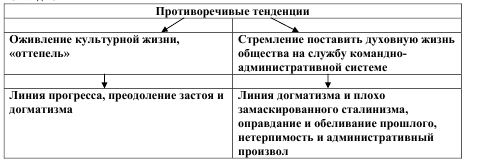 Противоречивые тенденции
Оживление культурной жизни,
«оттепель»
Стремление поставить духовную жизнь
общества на службу командно-
административной системе
Линия прогресса, преодоление застоя и
догматизма
Линия догматизма и плохо
замаскированного сталинизма,
оправдание и обеливание прошлого,
нетерпимость и административный
произвол